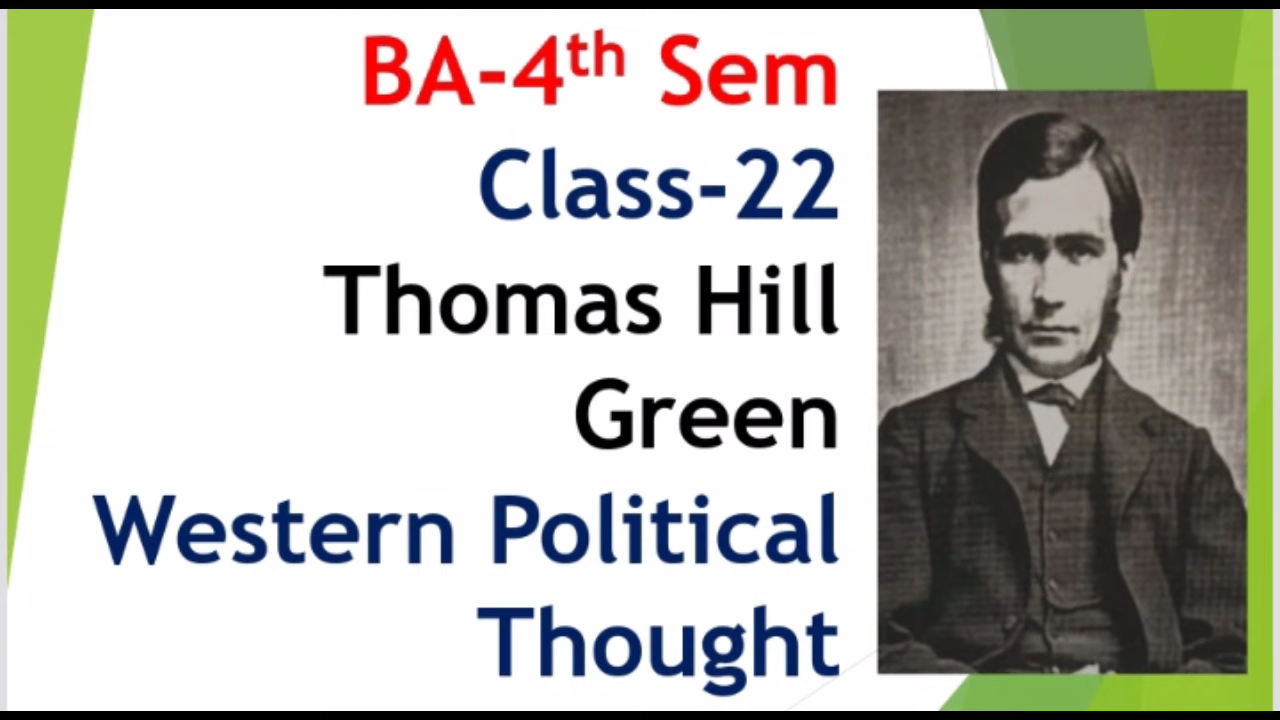 BA-4th Sem
Class-22
Thomas Hill
Green
Western Political
Thought